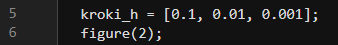 5 kroki_h = [0.1, 0.01, 0.001];
6 figure(2);